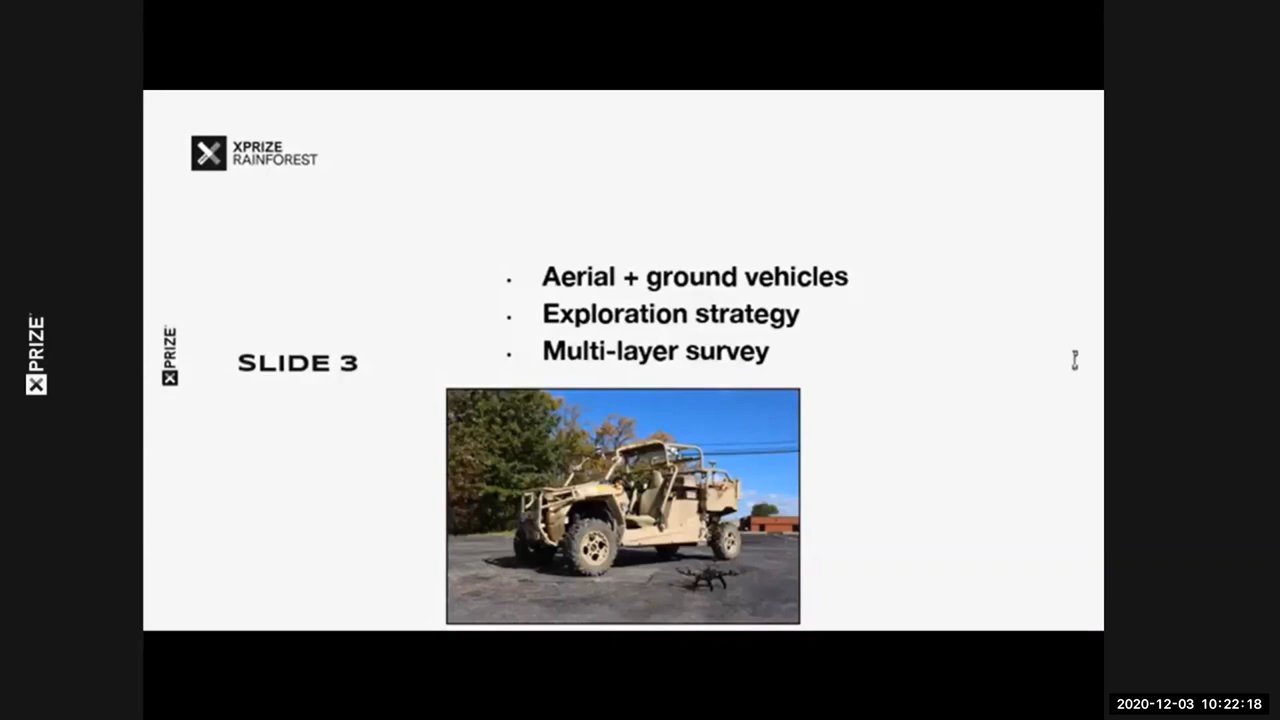 XPRIZE
RAINFOREST
Aerial + ground vehicles
Exploration strategy
Multi-layer survey
SLIDE 3
XPRIZE
XPRIZE
2020-12-03 10:22:18